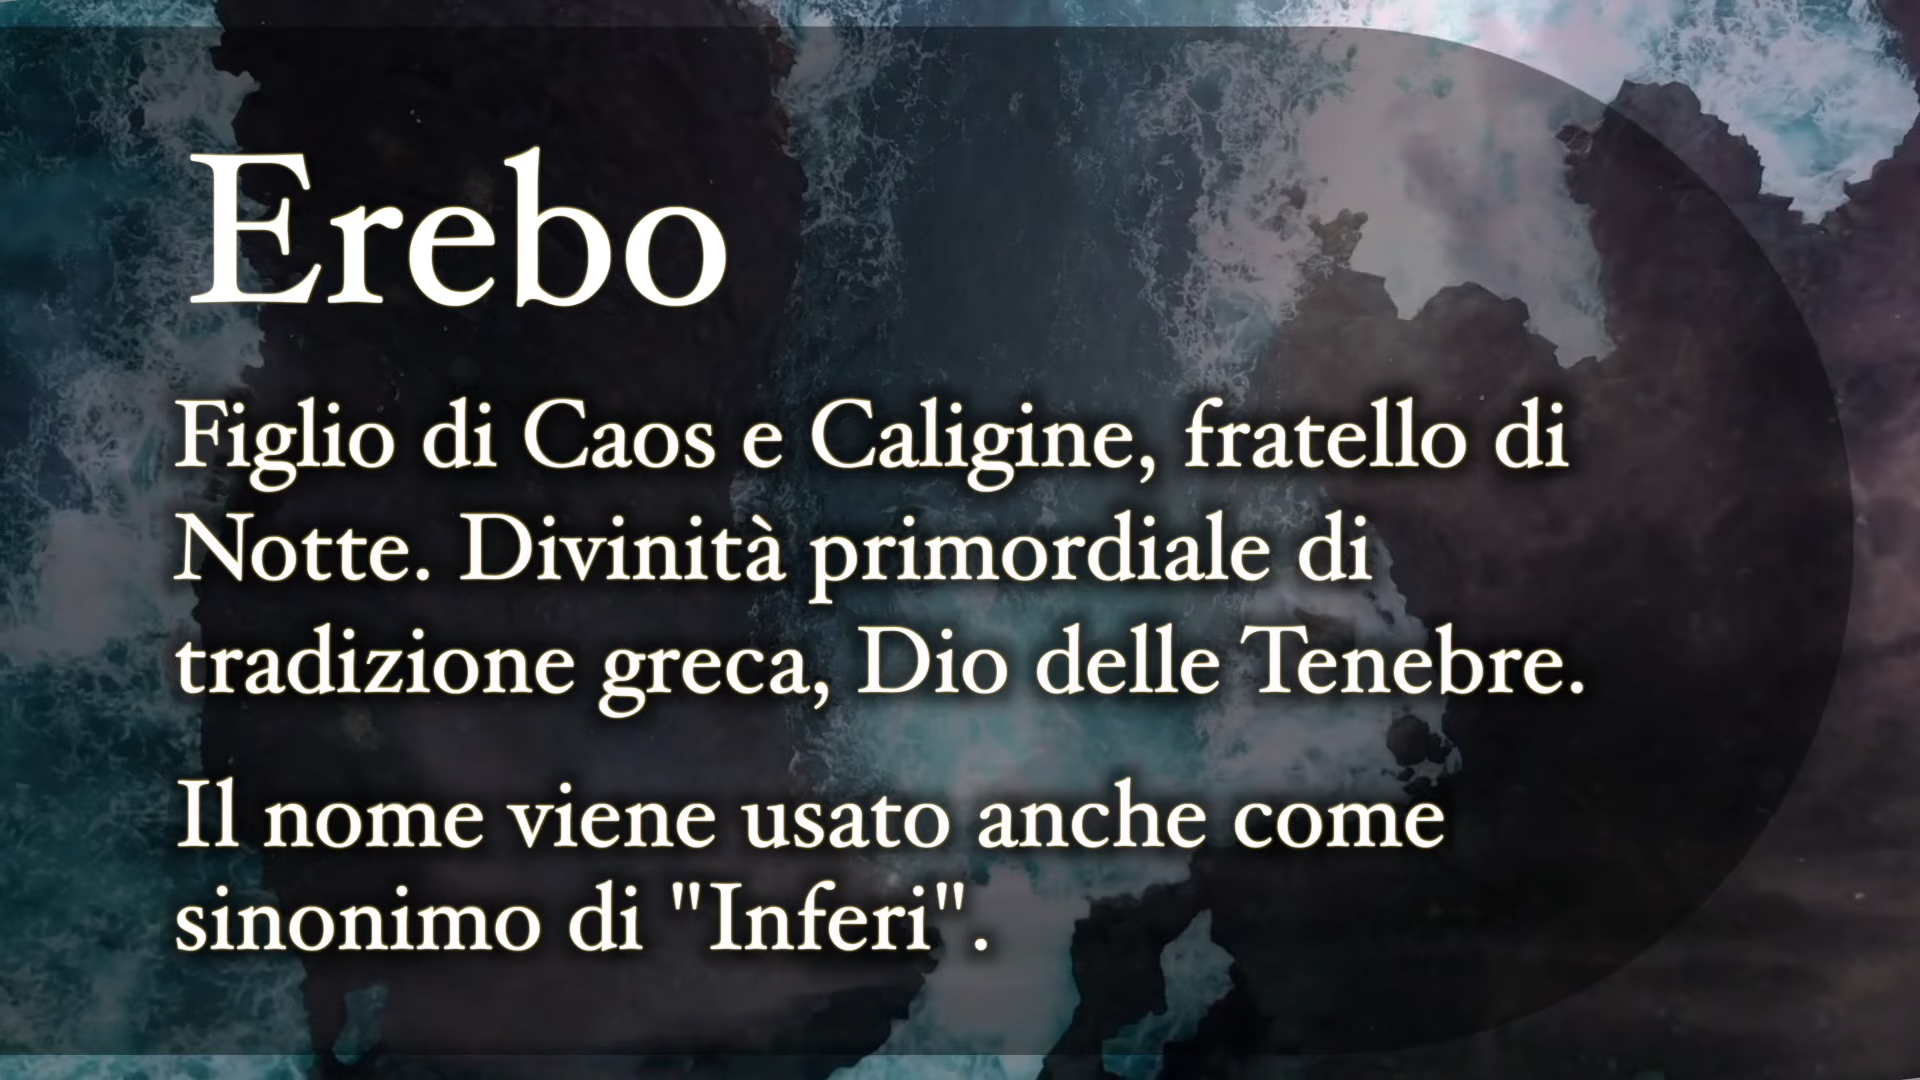 Erebo
Figlio di Caos e Caligine, fratello di
Notte. Divinità primordiale di
tradizione greca, Dio delle Tenebre.
Il nome viene usato anche come
sinonimo di "Inferi".